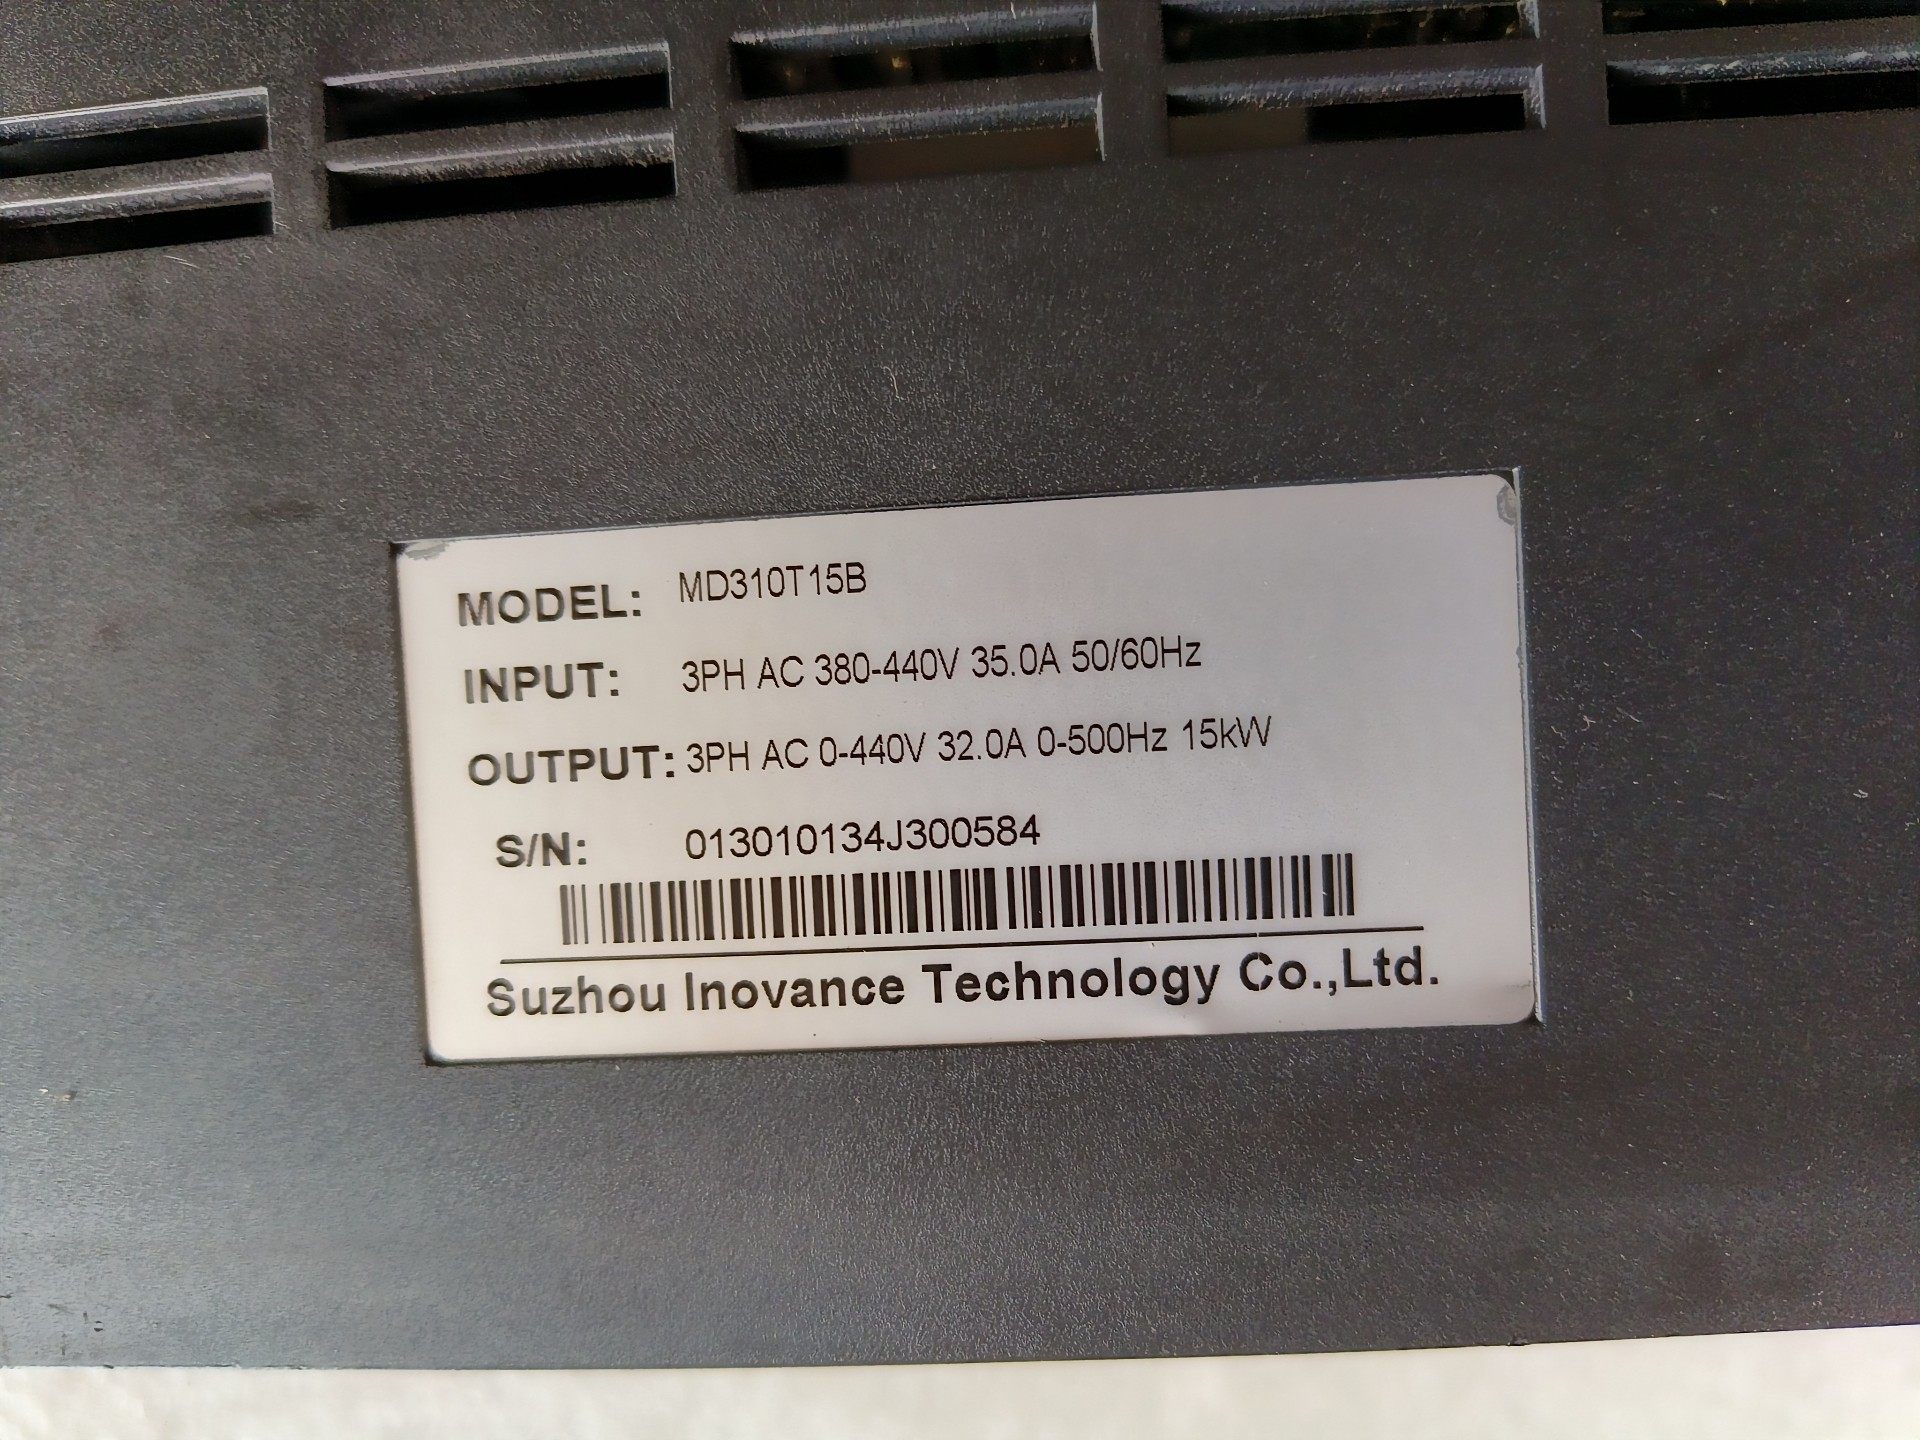 MODEL: MD310T15B
INPUT: 3PH AC 380-440V 35.0A 50/60Hz
OUTPUT: 3PH AC 0-440V 32.0A 0-500Hz 15kW
S/N: 013010134J300584
Suzhou Inovance Technology Co.,Ltd.